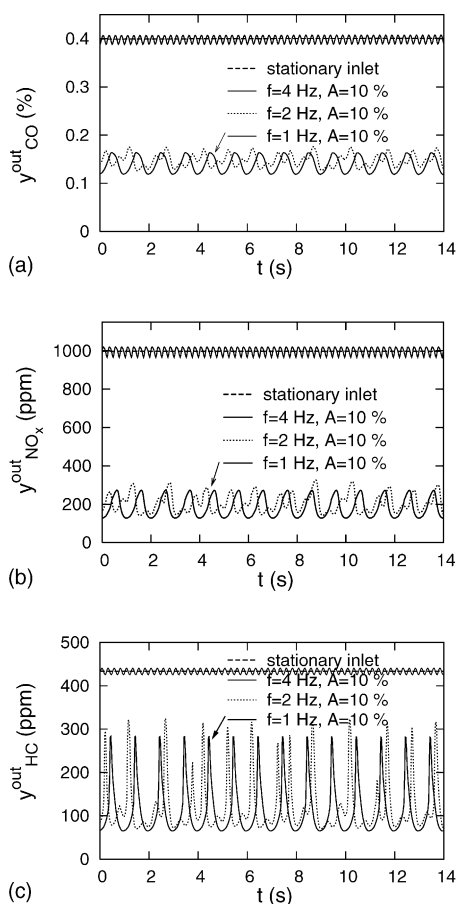 0.4
0.3
0.2
0.1
0
stationary inlet
f=4 Hz, A=10 %
f=2 Hz, A=10 %
f=1 Hz, A=10 %
y^out_CO (%)
0 2 4 6 8 10 12 14
(a) t (s)
1000
800
600
400
200
0
stationary inlet
f=4 Hz, A=10 %
f=2 Hz, A=10 %
f=1 Hz, A=10 %
y^out_NOx (ppm)
0 2 4 6 8 10 12 14
(b) t (s)
500
400
300
200
100
0
stationary inlet
f=4 Hz, A=10 %
f=2 Hz, A=10 %
f=1 Hz, A=10 %
y^out_HC (ppm)
0 2 4 6 8 10 12 14
(c) t (s)